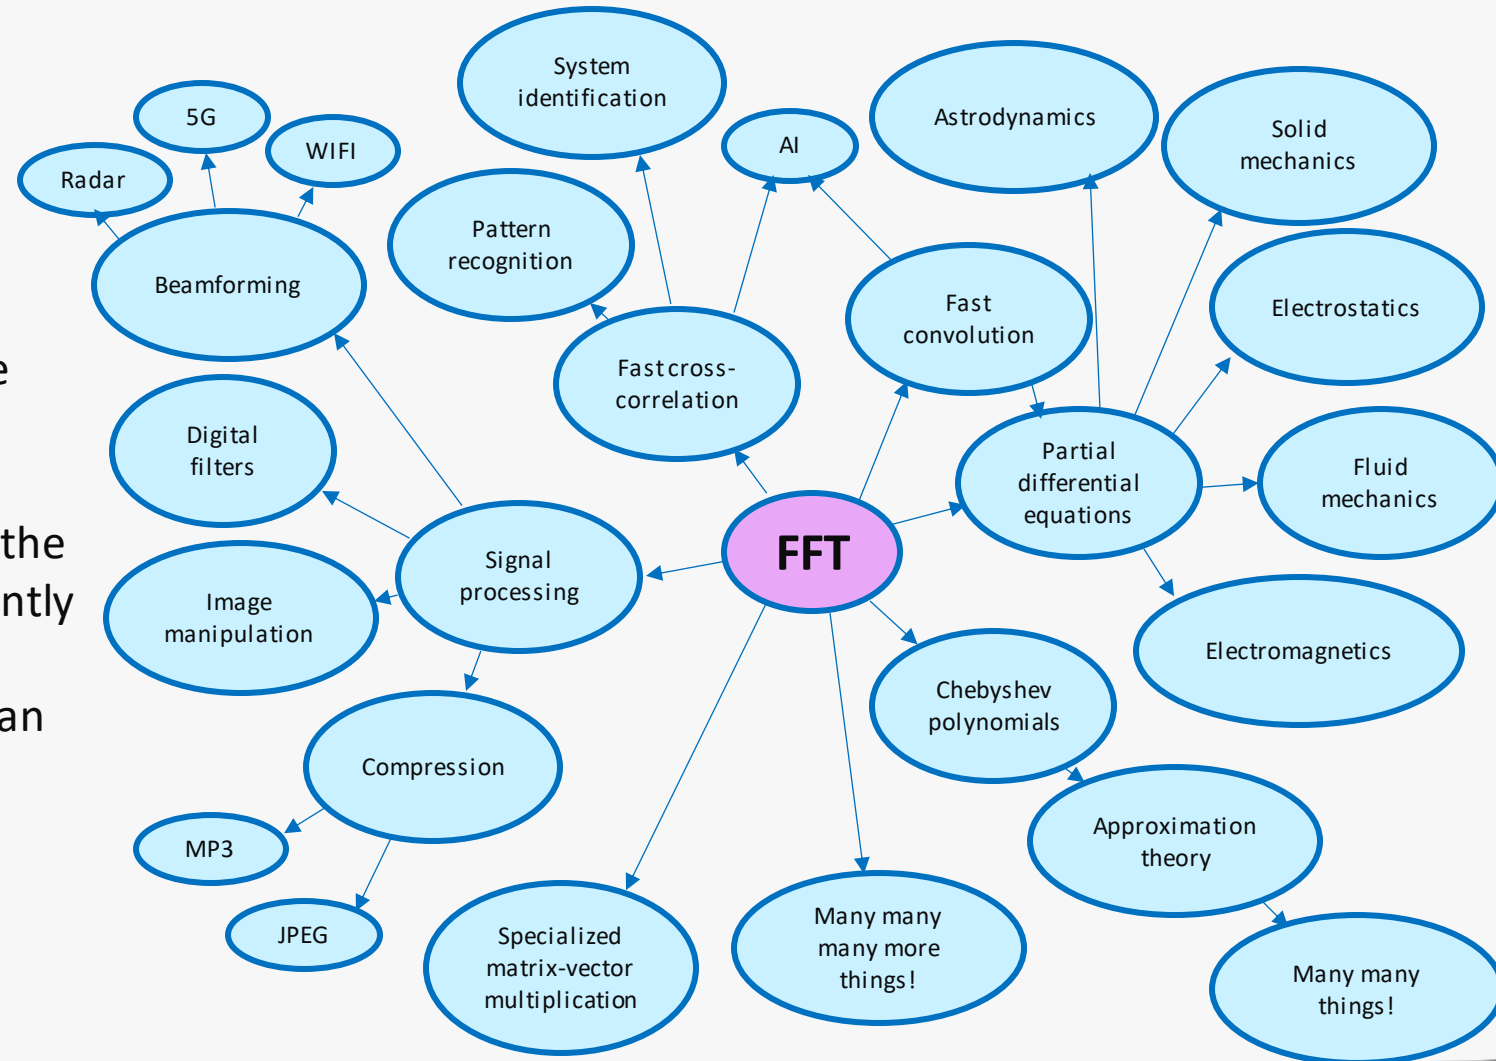 System
identification
5G
AI
Astrodynamics
Solid
mechanics
WIFI
Radar
Pattern
recognition
Beamforming
Fast
convolution
Electrostatics
e
Fast cross-
correlation
Digital
filters
Partial
differential
equations
Fluid
mechanics
the
FFT
Signal
processing
ntly
Image
manipulation
Electromagnetics
Chebyshev
polynomials
an
Compression
MP3
Approximation
theory
JPEG
Specialized
matrix-vector
multiplication
Many many
many more
things!
Many many
things!